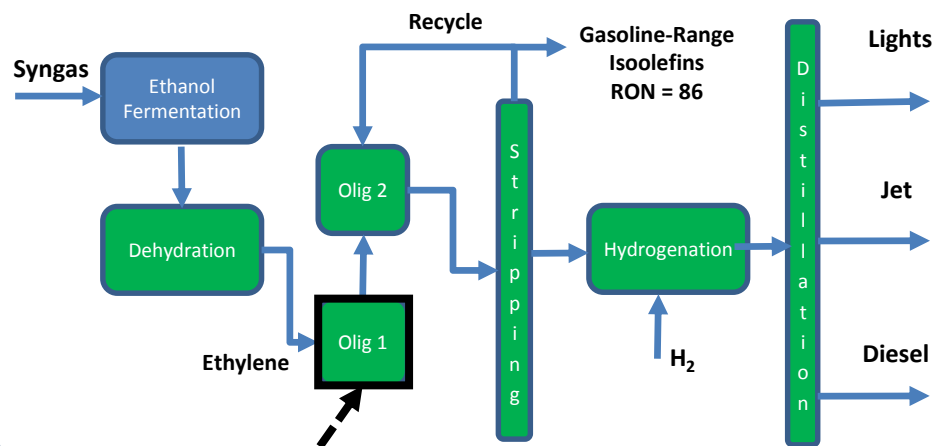 Recycle
Gasoline-Range
Isoolefins
RON = 86
Lights
Syngas
Ethanol
Fermentation
Olig 2
Stripping
Distillation
Jet
Dehydration
Hydrogenation
Olig 1
Ethylene
H₂
Diesel